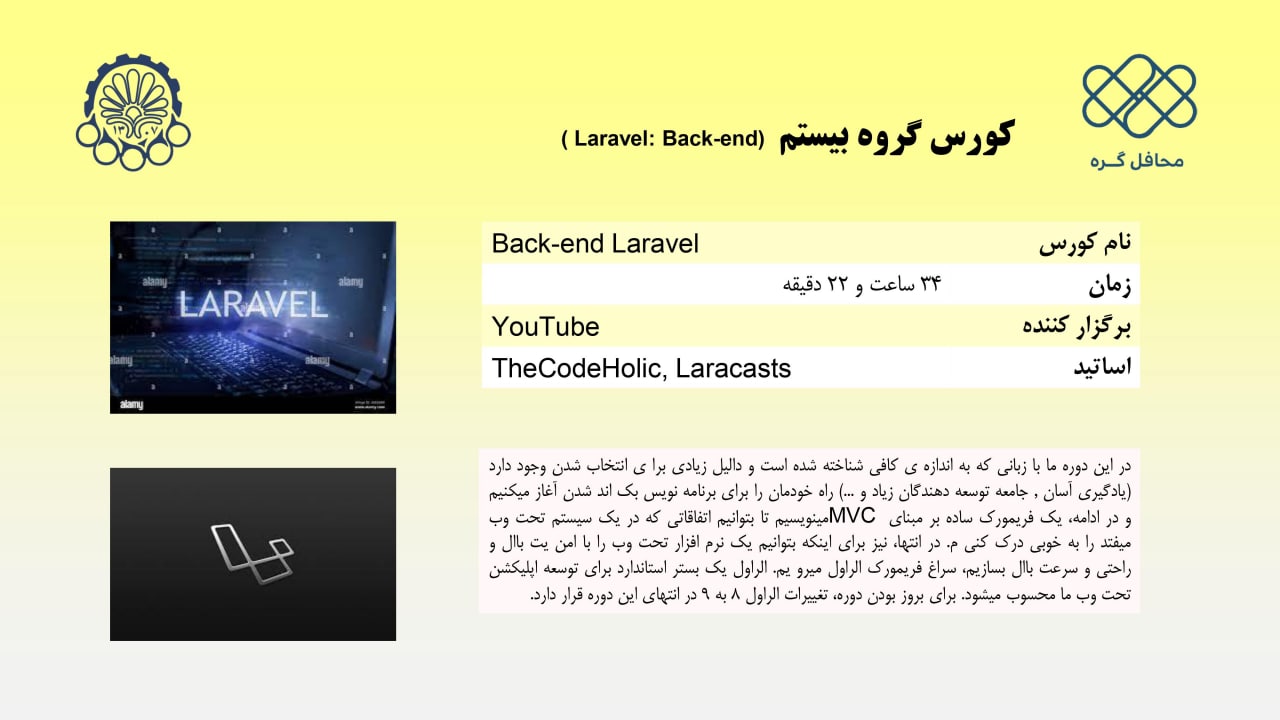 محافل گره
کورس گروه بیستم (Laravel: Back-end )
۱۳۰۷
نام کورس Back-end Laravel
زمان ۳۴ ساعت و ۲۲ دقیقه
برگزار کننده YouTube
اساتید TheCodeHolic, Laracasts
LARAVEL
alamy
alamy
alamy
alamy
alamy
www.alamy.com
در این دوره ما با زبانی که به اندازه ی کافی شناخته شده است و دالیل زیادی برا ی انتخاب شدن وجود دارد
(یادگیری آسان , جامعه توسعه دهندگان زیاد و ...) راه خودمان را برای برنامه نویس بک اند شدن آغاز میکنیم
و در ادامه، یک فریمورک ساده بر مبنای MVCمینویسیم تا بتوانیم اتفاقاتی که در یک سیستم تحت وب
میفتد را به خوبی درک کنی م. در انتها، نیز برای اینکه بتوانیم یک نرم افزار تحت وب را با امن یت باال و
راحتی و سرعت باال بسازیم، سراغ فریمورک الراول میرو یم. الراول یک بستر استاندارد برای توسعه اپلیکشن
تحت وب ما محسوب میشود. برای بروز بودن دوره، تغییرات الراول ۸ به ۹ در انتهای این دوره قرار دارد.